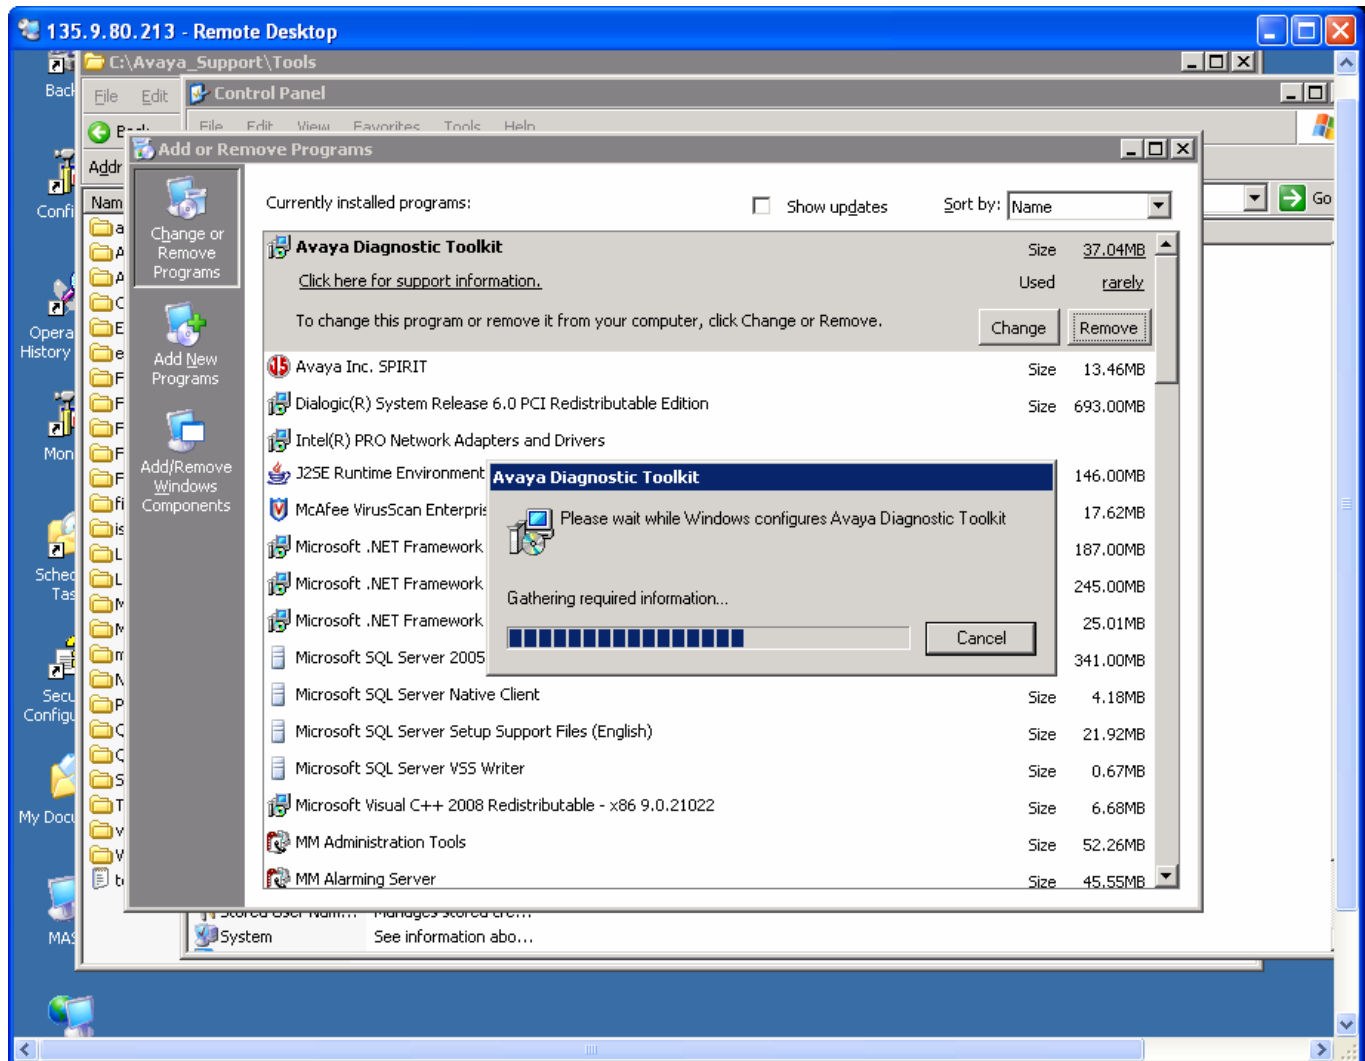 135.9.80.213 - Remote Desktop
C:\Avaya_Support\Tools
File Edit
Control Panel
File Edit View Favorites Tools Help
Add or Remove Programs
Go
Change or
Remove
Programs
Add New
Programs
Add/Remove
Windows
Components
Currently installed programs:
Show updates
Sort by: Name
Avaya Diagnostic Toolkit Size 37.04MB
Click here for support information. Used rarely
To change this program or remove it from your computer, click Change or Remove. Change Remove
Avaya Inc. SPIRIT Size 13.46MB
Dialogic(R) System Release 6.0 PCI Redistributable Edition Size 693.00MB
Intel(R) PRO Network Adapters and Drivers
J2SE Runtime Environment 146.00MB
McAfee VirusScan 17.62MB
Microsoft .NET Framework 187.00MB
Microsoft .NET Framework 245.00MB
Microsoft .NET Framework 25.01MB
Microsoft SQL Server 2005 341.00MB
Microsoft SQL Server Native Client Size 4.18MB
Microsoft SQL Server Setup Support Files (English) Size 21.92MB
Microsoft SQL Server VSS Writer Size 0.67MB
Microsoft Visual C++ 2008 Redistributable - x86 9.0.21022 Size 6.68MB
MM Administration Tools Size 52.26MB
MM Alarming Server Size 45.55MB
Avaya Diagnostic Toolkit
Please wait while Windows configures Avaya Diagnostic Toolkit
Gathering required information...
Cancel
System See information abo...
History